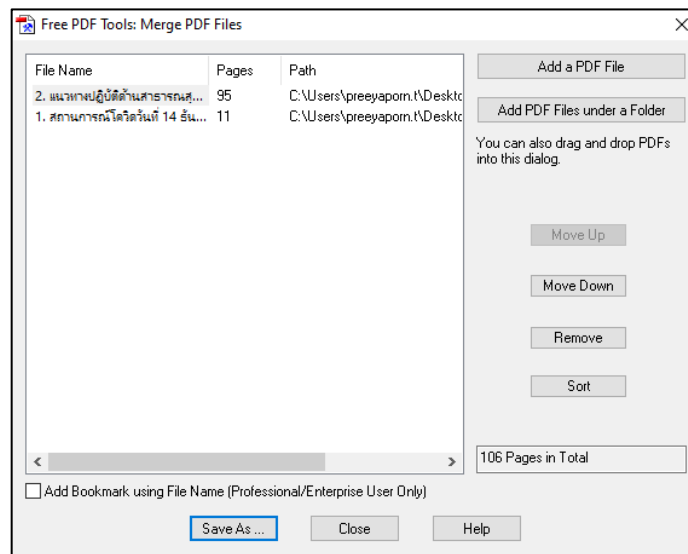 Free PDF Tools: Merge PDF Files
File Name Pages Path
2. แนวทางปฏิบัติด้านสาธารณสุ... 95 C:\Users\preeyaporn.t\Deskto
1. สถานการณ์โควิดวันที่ 14 ธัน... 11 C:\Users\preeyaporn.t\Deskto
Add a PDF File
Add PDF Files under a Folder
You can also drag and drop PDFs
into this dialog.
Move Up
Move Down
Remove
Sort
106 Pages in Total
Add Bookmark using File Name (Professional/Enterprise User Only)
Save As ... Close Help